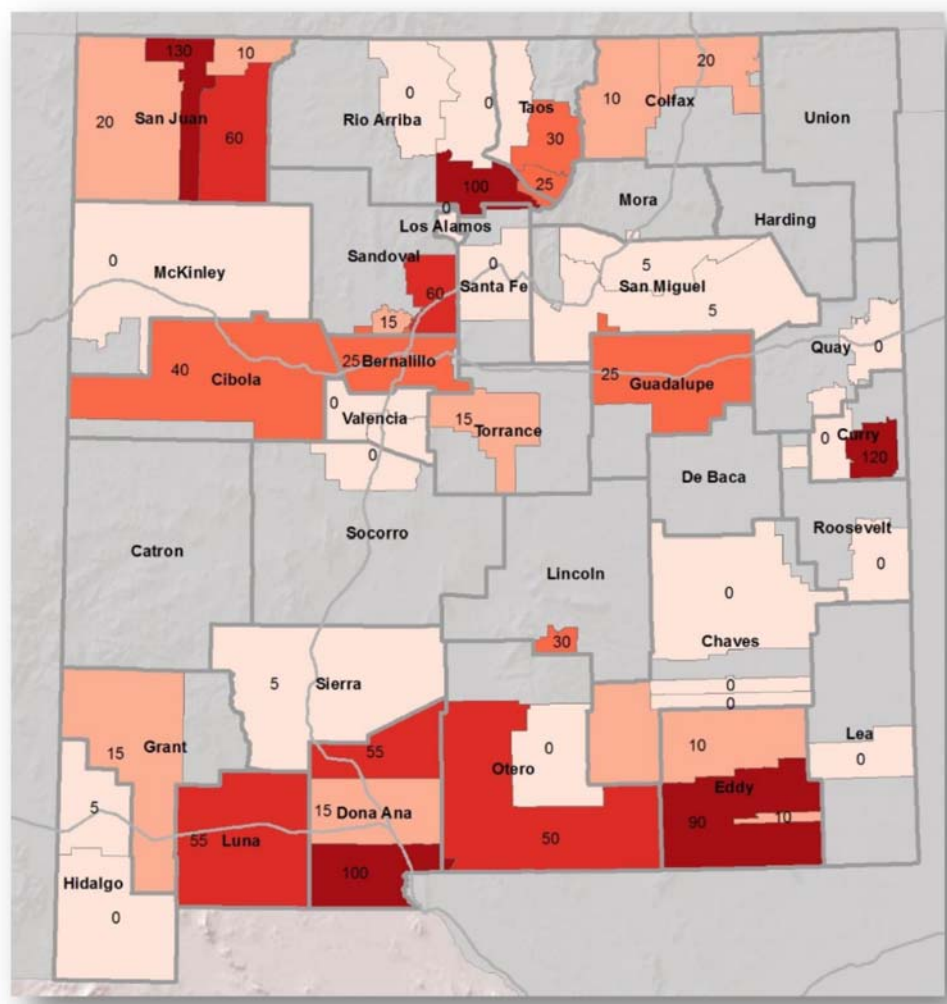 130
10
20
San Juan
60
Rio Arriba
0
0
Taos
30
25
10
20
Colfax
Union
100
Mora
Harding
0
Los Alamos
Sandoval
0
McKinley
60
0
Santa Fe
5
San Miguel
5
15
40
Cibola
25
Bernalillo
25
Guadalupe
Quay
0
0
Valencia
15
Torrance
0
Curry
120
0
De Baca
Catron
Socorro
Lincoln
Roosevelt
0
0
Chaves
30
5
Sierra
0
0
15
Grant
55
Otero
0
10
Lea
0
5
55
Luna
15
Dona Ana
50
Eddy
90
10
Hidalgo
100
0